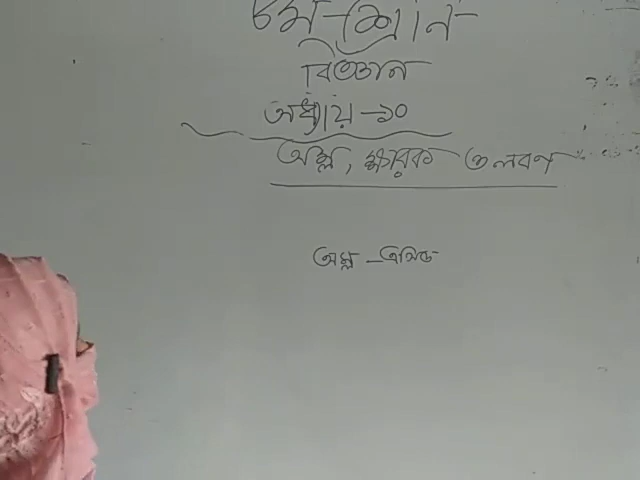 ৮ম-শ্রেণি
বিজ্ঞান
অধ্যায়-১০
অম্ল, ক্ষারক ও লবণ
অম্ল - এসিড